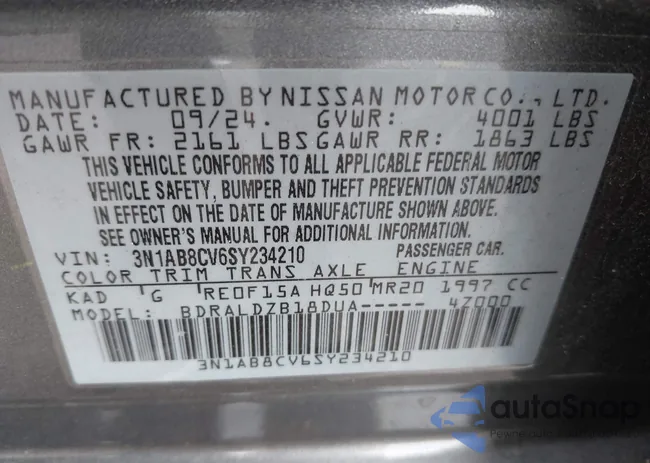 MANUFACTURED BY NISSAN MOTOR CO., LTD.
DATE: 09/24. GVWR: 4001 LBS
GAWR FR: 2161 LBS GAWR RR: 1863 LBS
THIS VEHICLE CONFORMS TO ALL APPLICABLE FEDERAL MOTOR
VEHICLE SAFETY, BUMPER AND THEFT PREVENTION STANDARDS
IN EFFECT ON THE DATE OF MANUFACTURE SHOWN ABOVE.
SEE OWNER'S MANUAL FOR ADDITIONAL INFORMATION.
VIN: 3N1AB8CV6SY234210 PASSENGER CAR.
COLOR TRIM TRANS AXLE ENGINE
KAD G RE0F15A HQ50 MR20 1997 CC
MODEL: BDRALDZB18DUA----- 4Z000
3N1AB8CV6SY234210
autoSnap